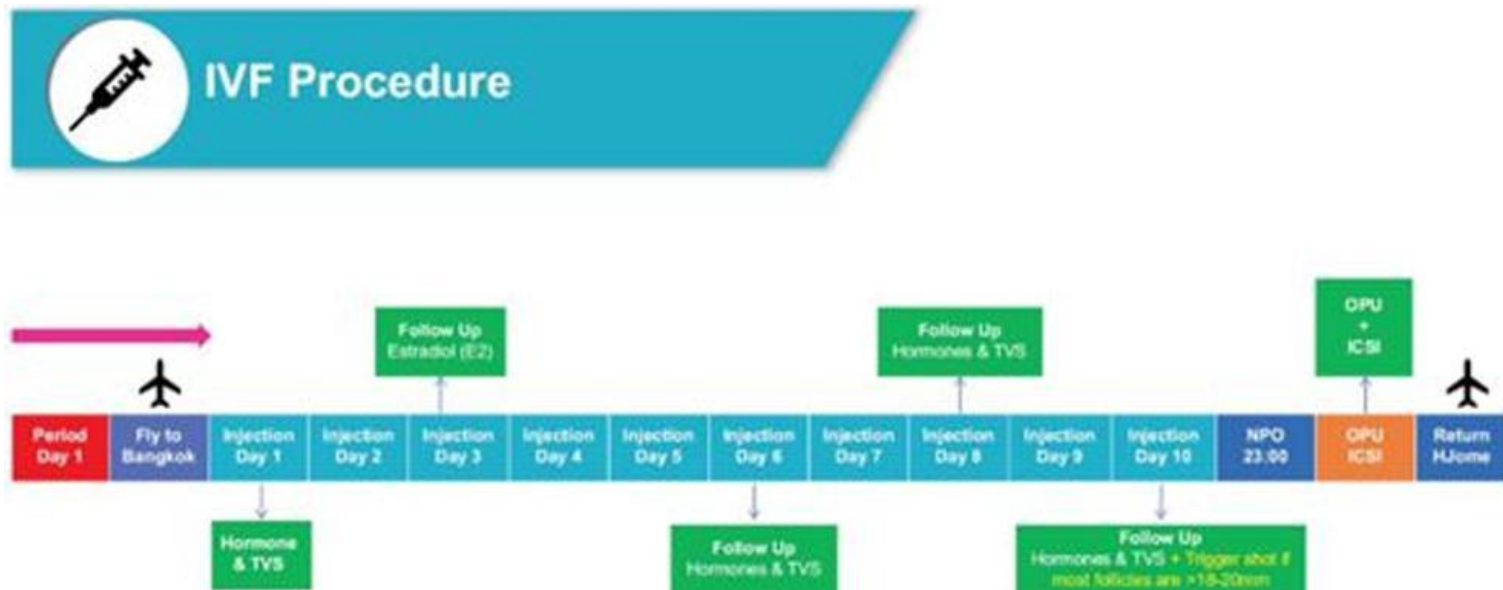 IVF Procedure
Follow Up
Estradiol (E2)
Follow Up
Hormones & TVS
OPU
+
ICSI
Period
Day 1
Fly to
Bangkok
Injection
Day 1
Injection
Day 2
Injection
Day 3
Injection
Day 4
Injection
Day 5
Injection
Day 6
Injection
Day 7
Injection
Day 8
Injection
Day 9
Injection
Day 10
NPO
23:00
OPU
ICSI
Return
HJome
Hormone
& TVS
Follow Up
Hormones & TVS
Follow Up
Hormones & TVS + Trigger shot if
most follicles are >18-20mm